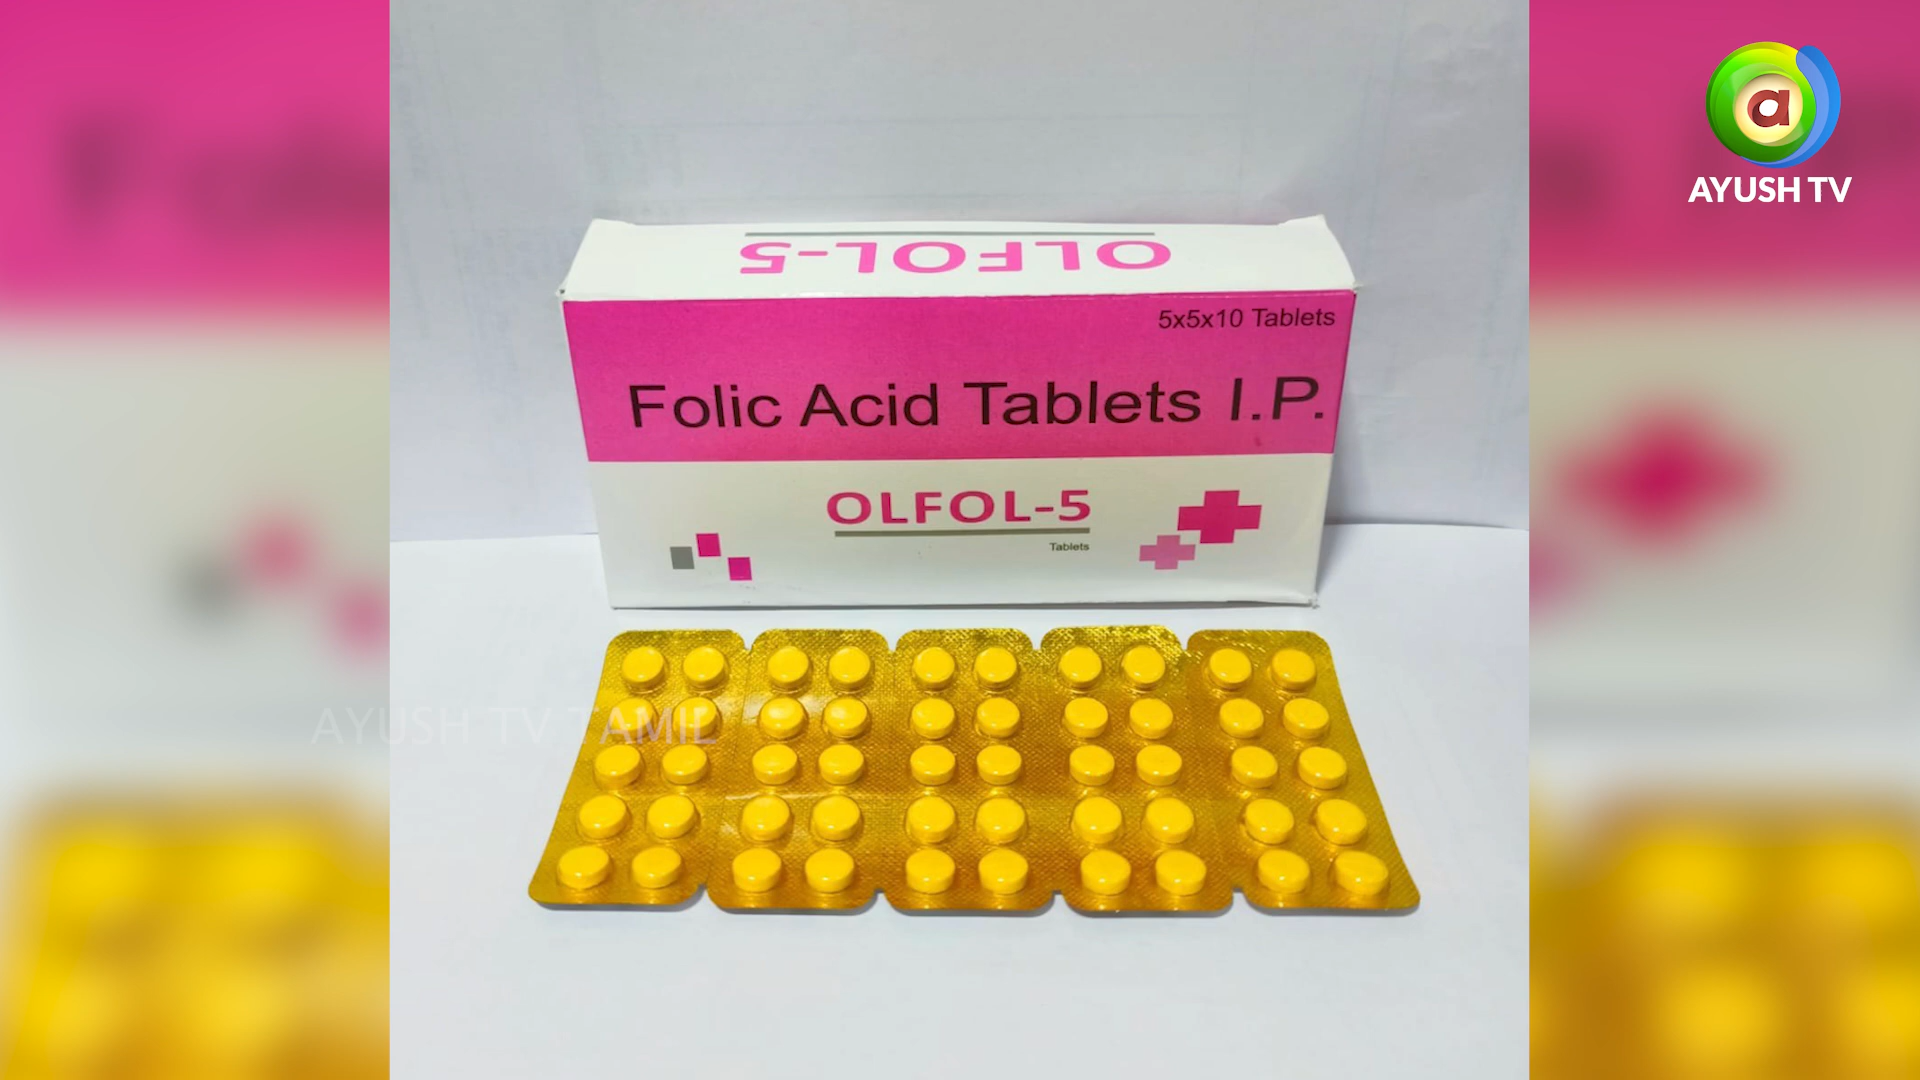 AYUSH TV
OLFOL-5
5x5x10 Tablets
Folic Acid Tablets I.P.
OLFOL-5
Tablets
AYUSH TV TAMIL